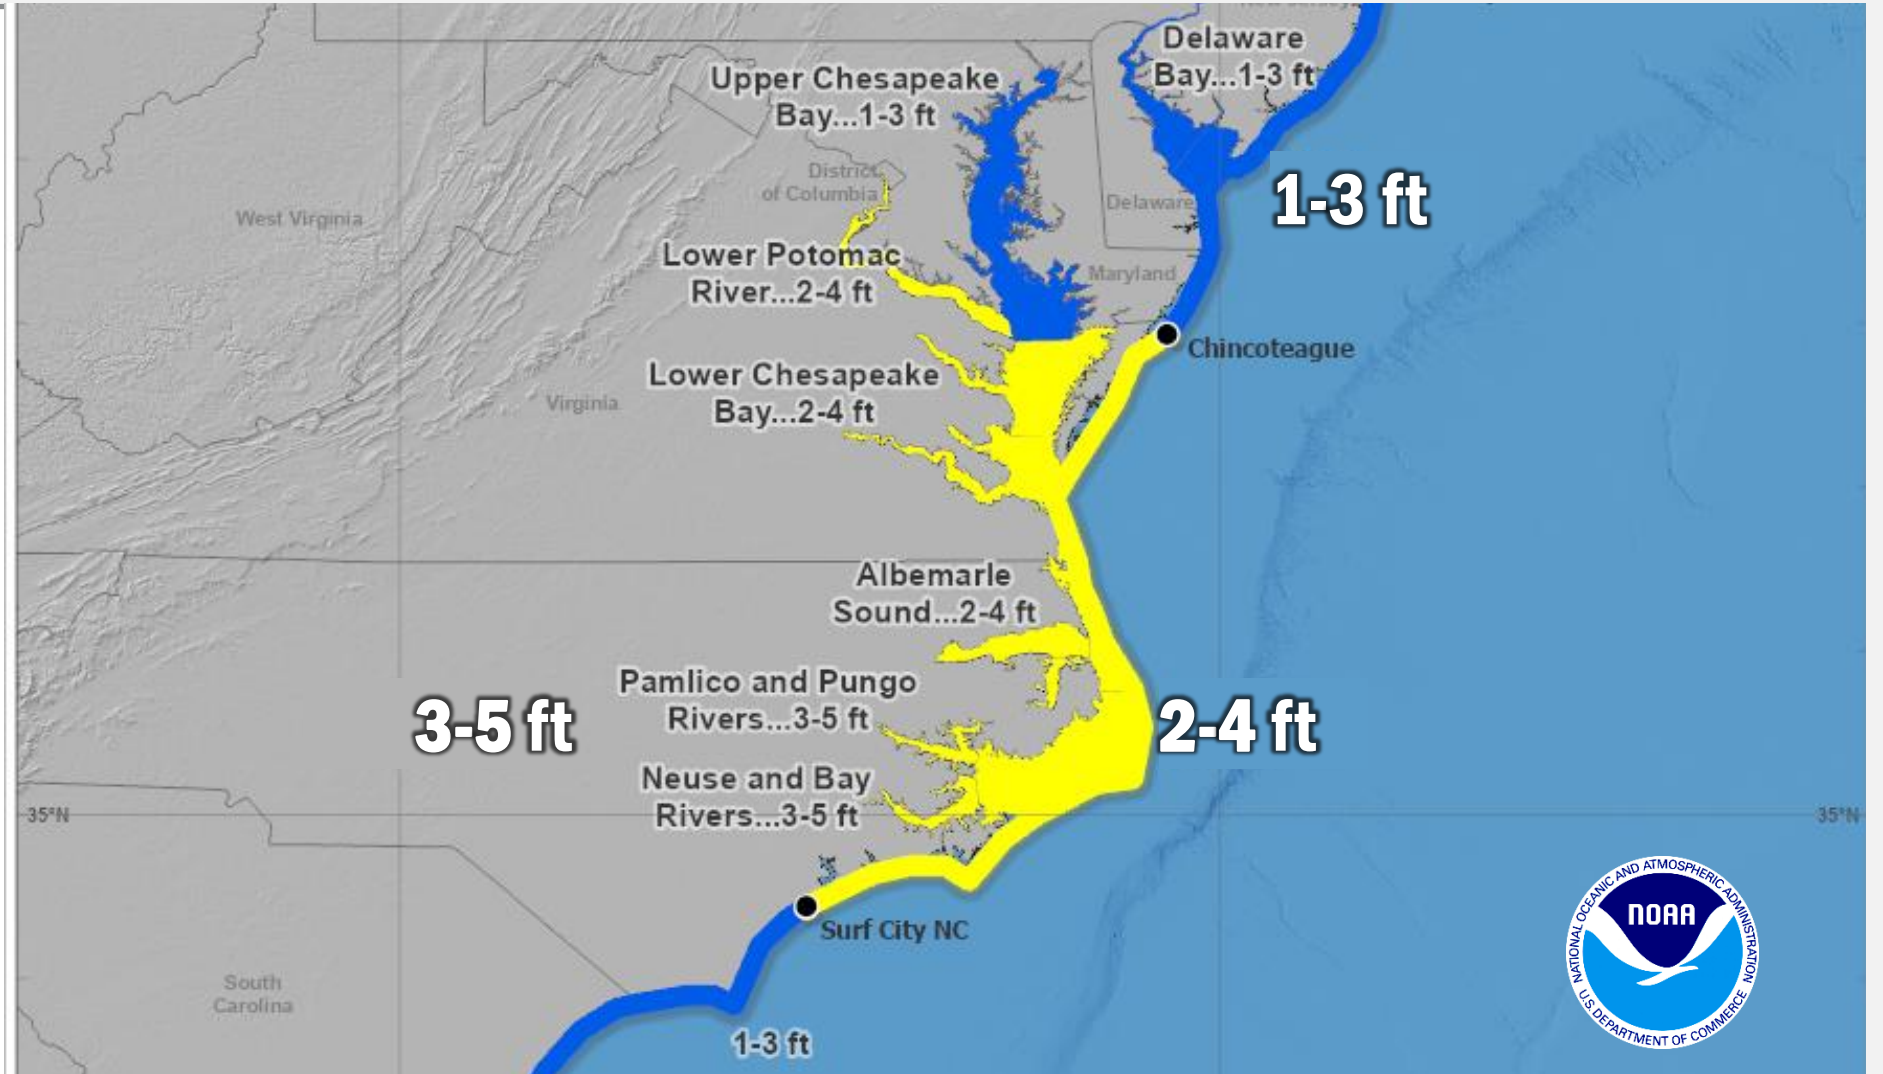 Delaware
Bay...1-3 ft
Upper Chesapeake
Bay...1-3 ft
District
of Columbia
West Virginia
1-3 ft
Delaware
Lower Potomac
River...2-4 ft
Maryland
Chincoteague
Lower Chesapeake
Bay...2-4 ft
Virginia
Albemarle
Sound...2-4 ft
Pamlico and Pungo
Rivers...3-5 ft
3-5 ft
2-4 ft
Neuse and Bay
Rivers...3-5 ft
35°N
35°N
Surf City NC
South
Carolina
1-3 ft
NATIONAL OCEANIC AND ATMOSPHERIC ADMINISTRATION
NOAA
U.S. DEPARTMENT OF COMMERCE